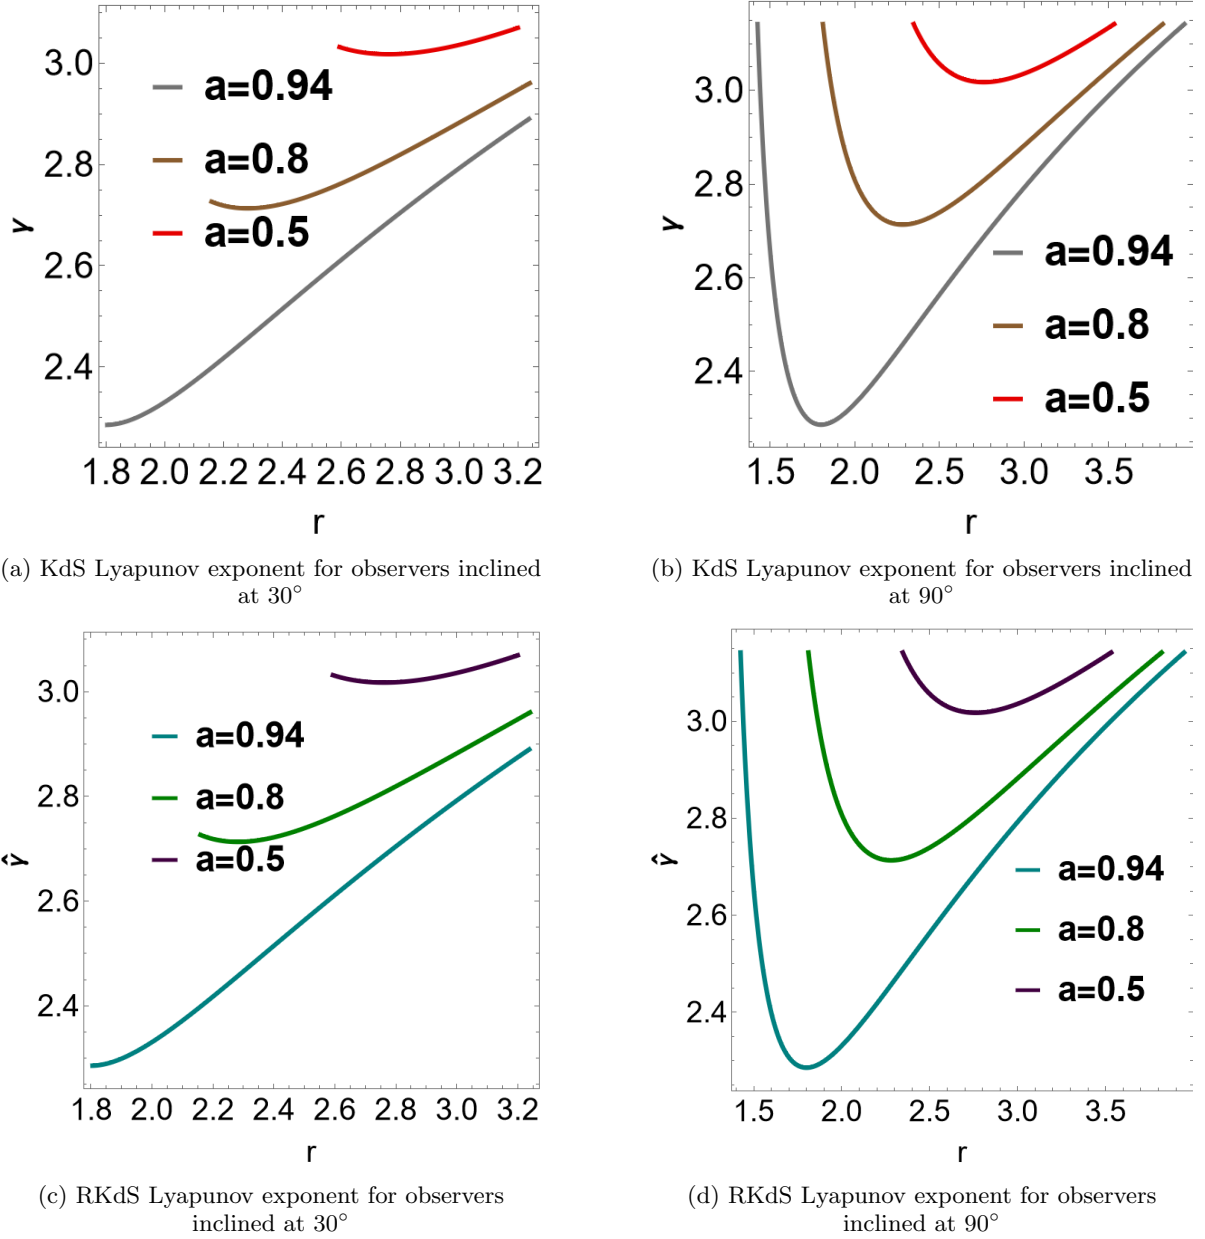 3.0
2.8
2.6
2.4
γ
a=0.94
a=0.8
a=0.5
1.8 2.0 2.2 2.4 2.6 2.8 3.0 3.2
r
(a) KdS Lyapunov exponent for observers inclined
at 30°
3.0
2.8
2.6
2.4
γ
a=0.94
a=0.8
a=0.5
1.5 2.0 2.5 3.0 3.5
r
(b) KdS Lyapunov exponent for observers inclined
at 90°
3.0
2.8
2.6
2.4
γ̂
a=0.94
a=0.8
a=0.5
1.8 2.0 2.2 2.4 2.6 2.8 3.0 3.2
r
(c) RKdS Lyapunov exponent for observers
inclined at 30°
3.0
2.8
2.6
2.4
γ̂
a=0.94
a=0.8
a=0.5
1.5 2.0 2.5 3.0 3.5
r
(d) RKdS Lyapunov exponent for observers
inclined at 90°